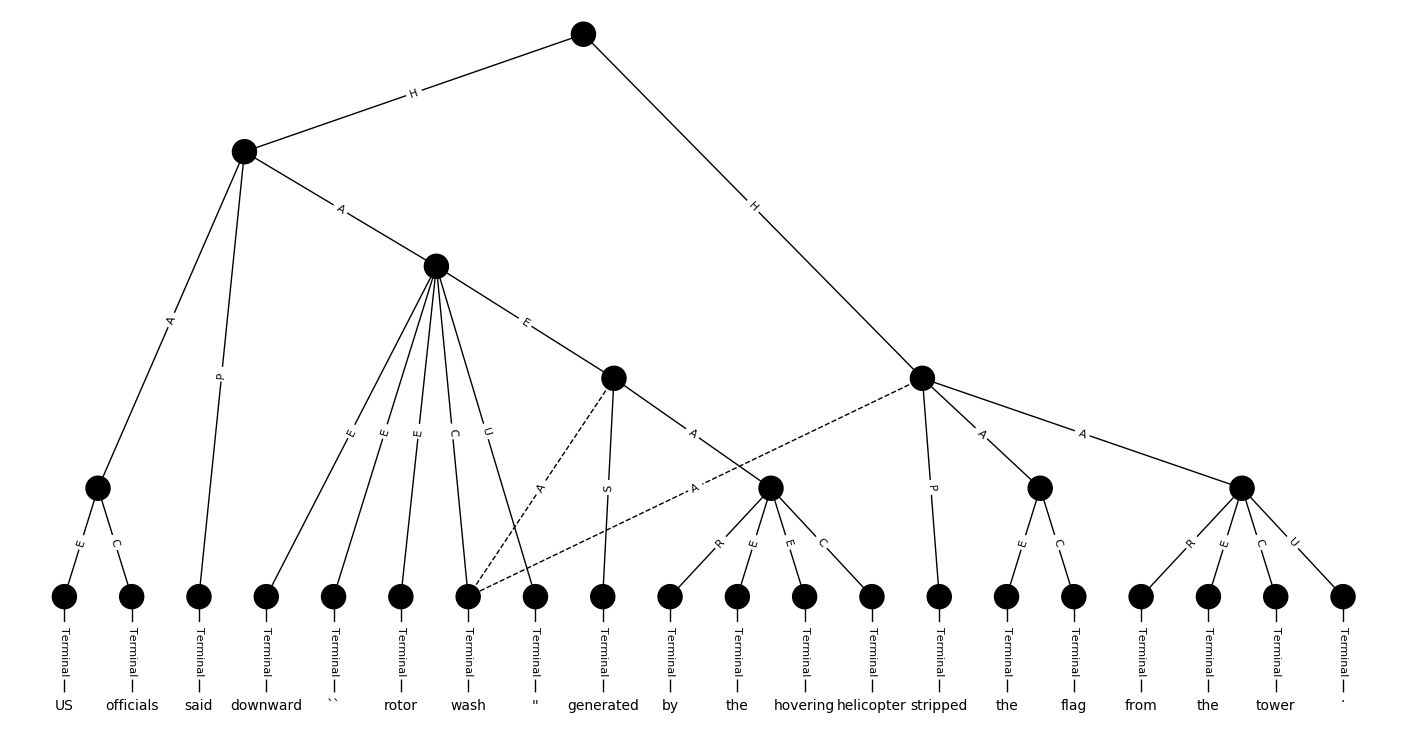 H
H
A
A
A
P
E
E
E
E
C
U
A
S
A
A
P
A
A
E
C
R
E
E
C
E
C
R
E
C
U
Terminal Terminal Terminal Terminal Terminal Terminal Terminal Terminal Terminal Terminal Terminal Terminal Terminal Terminal Terminal Terminal Terminal Terminal Terminal Terminal
US officials said downward `` rotor wash " generated by the hovering helicopter stripped the flag from the tower .